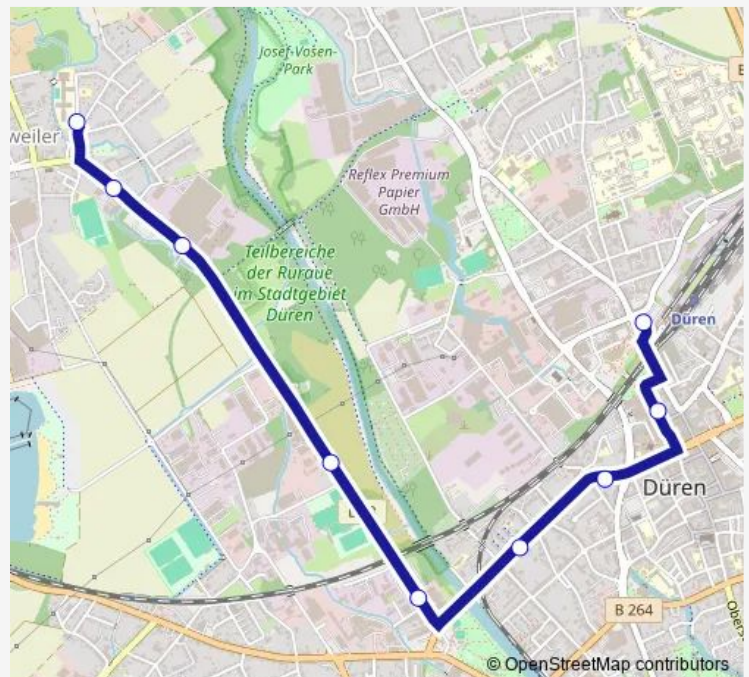 Josef-Vosen-
Park
weiler
Reflex Premium
Papier
GmbH
Teilbereiche
der Ruraue
im Stadtgebiet
Düren
Düren
Düren
B 264
© OpenStreetMap contributors